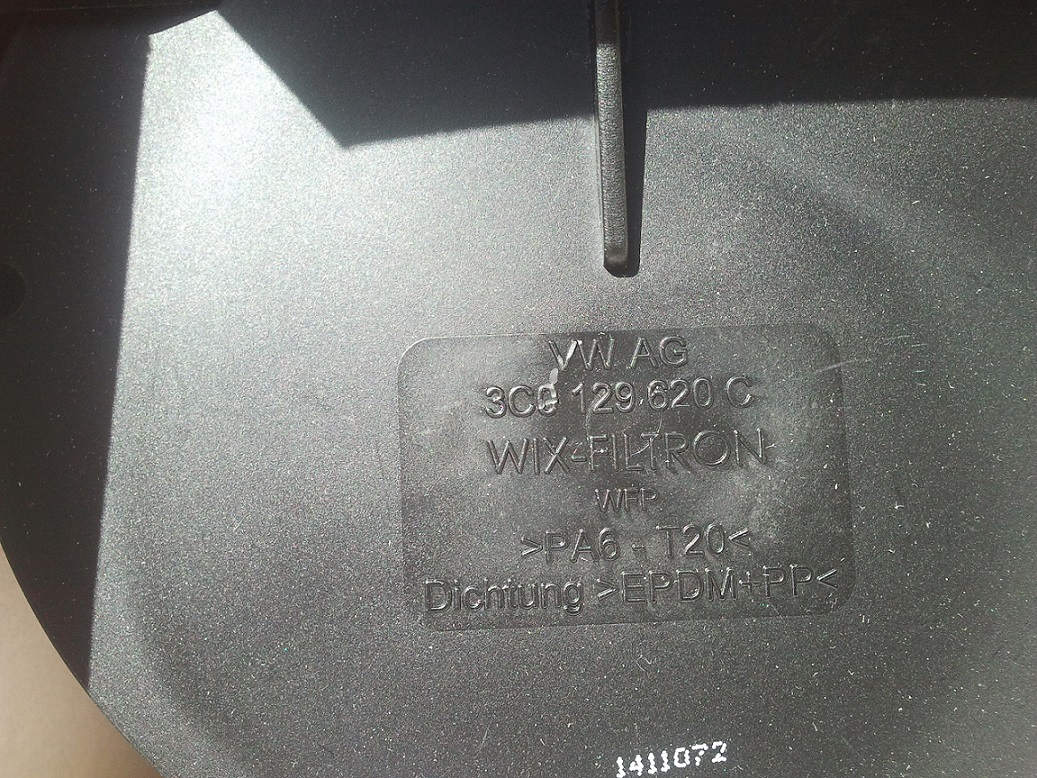 VW AG
3C0 129 620 C
WIX-FILTRON
WFP
>PA6 - T20<
Dichtung >EPDM+PP<
1411072